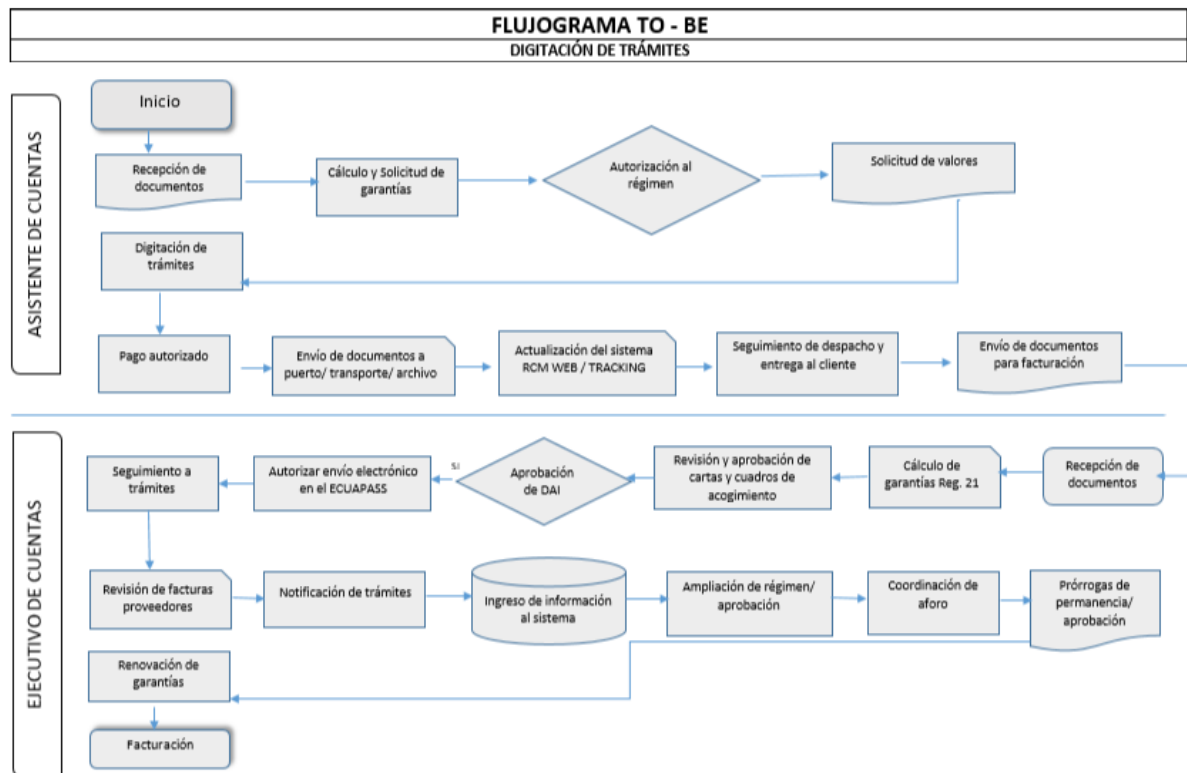 FLUJOGRAMA TO - BE
DIGITACIÓN DE TRÁMITES
ASISTENTE DE CUENTAS
Inicio
Recepción de
documentos
Cálculo y Solicitud de
garantías
Autorización al
régimen
Solicitud de valores
Digitación de
trámites
Pago autorizado
Envío de documentos a
puerto/ transporte/ archivo
Actualización del sistema
RCM WEB / TRACKING
Seguimiento de despacho y
entrega al cliente
Envío de documentos
para facturación
EJECUTIVO DE CUENTAS
Seguimiento a
trámites
Autorizar envío electrónico
en el ECUAPASS
SI
Aprobación
de DAI
Revisión y aprobación de
cartas y cuadros de
acogimiento
Cálculo de
garantías Reg. 21
Recepción de
documentos
Revisión de facturas
proveedores
Notificación de trámites
Ingreso de información
al sistema
Ampliación de régimen/
aprobación
Coordinación de
aforo
Prórrogas de
permanencia/
aprobación
Renovación de
garantías
Facturación